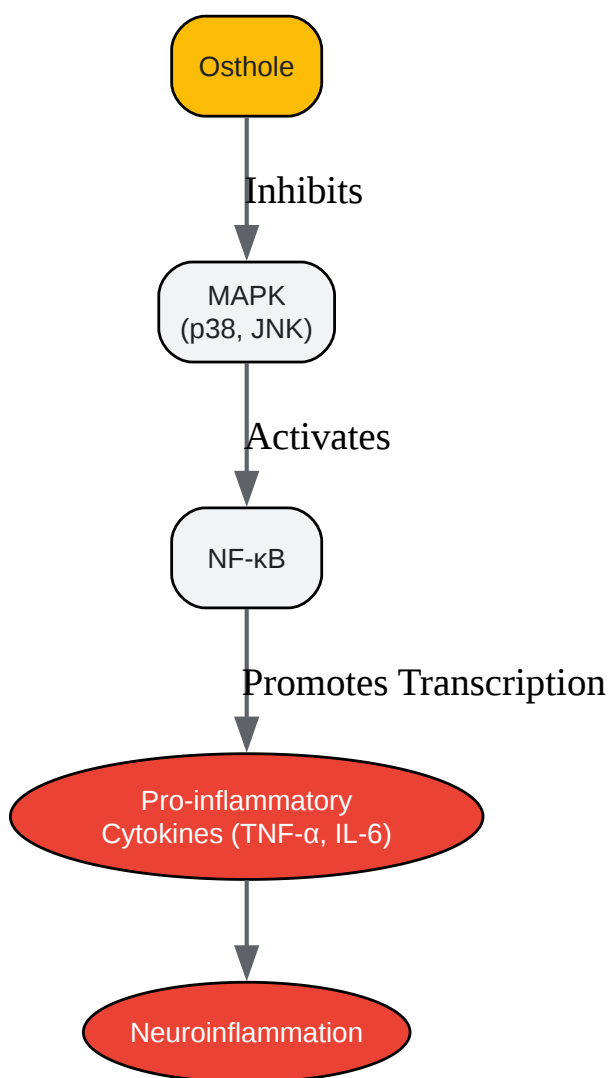 Osthole
Inhibits
MAPK
(p38, JNK)
Activates
NF-κB
Promotes Transcription
Pro-inflammatory
Cytokines (TNF-α, IL-6)
Neuroinflammation